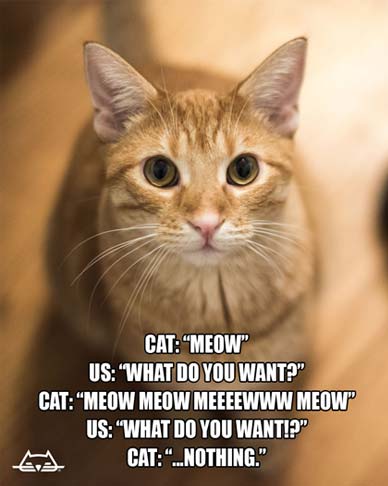 CAT: “MEOW”
US: “WHAT DO YOU WANT?”
CAT: “MEOW MEOW MEEEEWWW MEOW”
US: “WHAT DO YOU WANT!?”
CAT: “...NOTHING.”